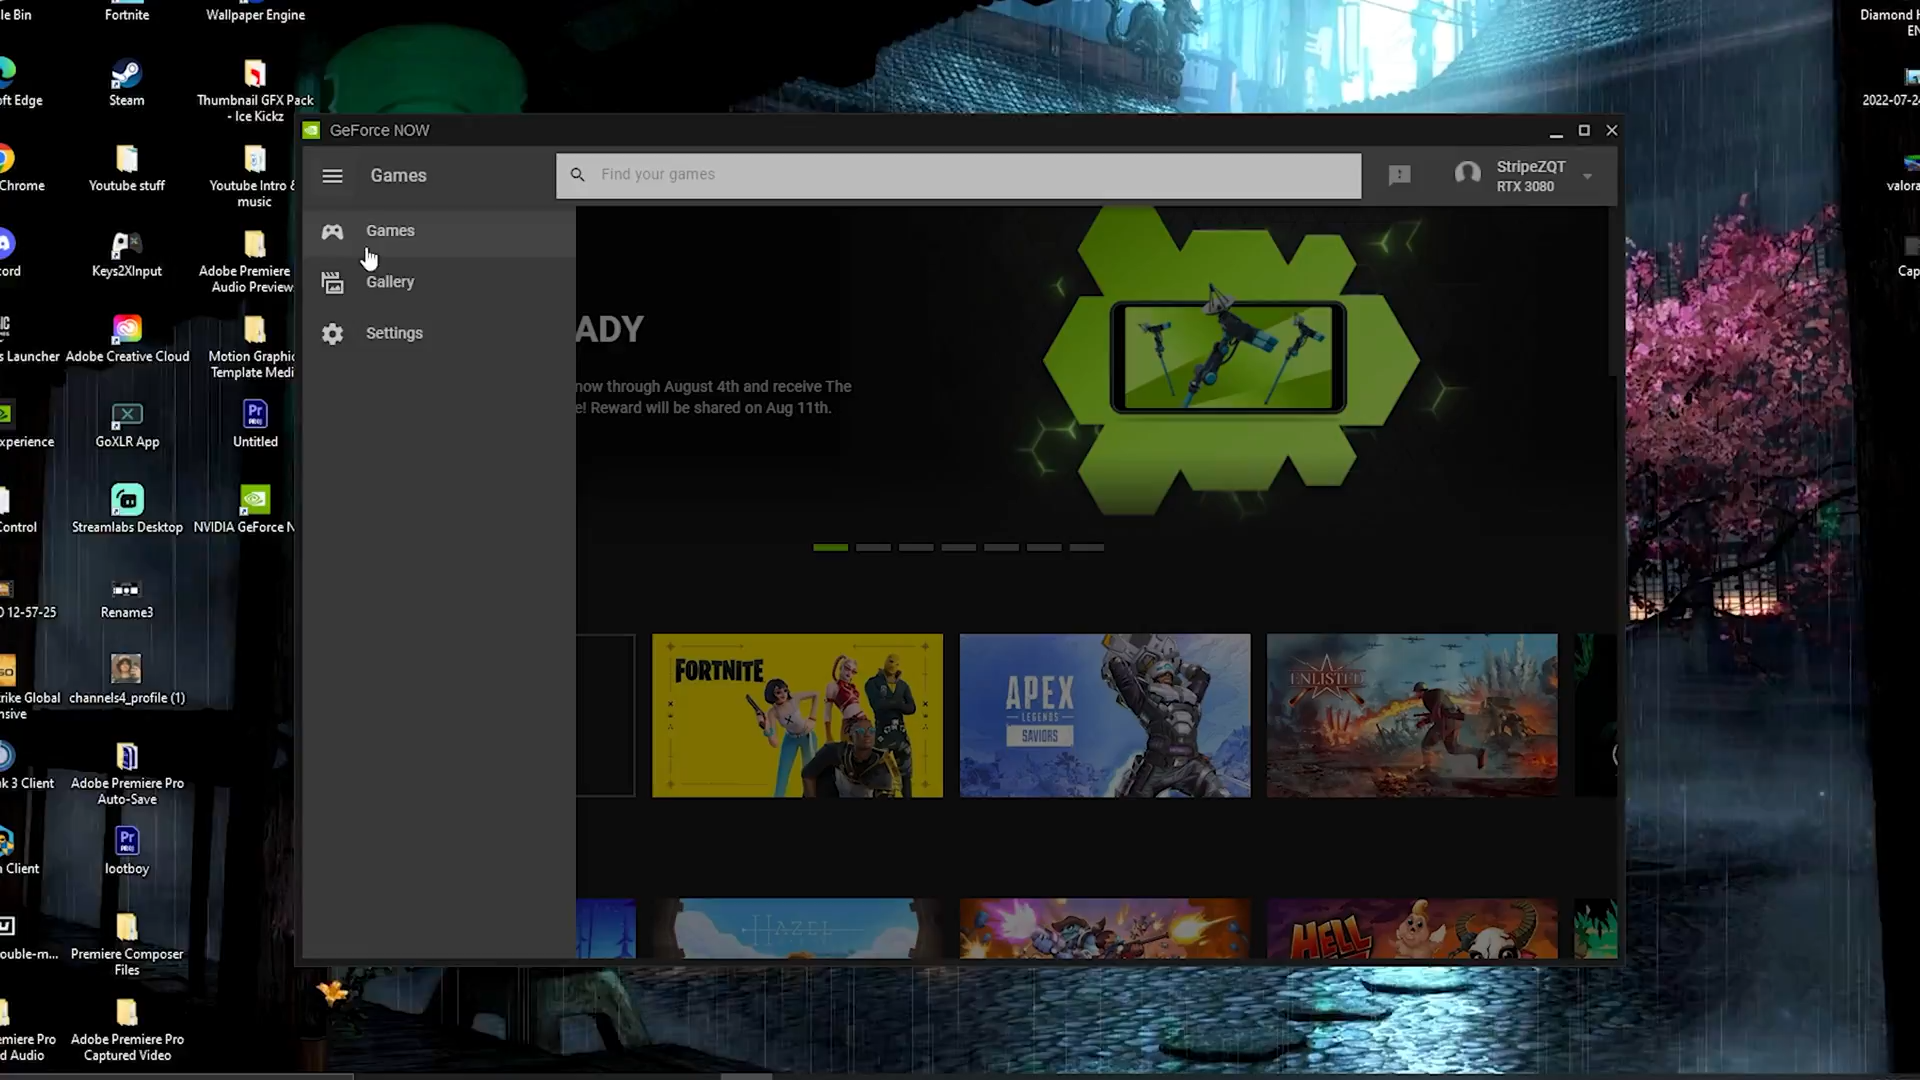 le Bin
Fortnite
Wallpaper Engine
oft Edge
Steam
Thumbnail GFX Pack
- Ice Kickz
Chrome
Youtube stuff
Youtube Intro &
music
cord
Keys2XInput
Adobe Premiere
Audio Preview
s Launcher
Adobe Creative Cloud
Motion Graphic
Template Medi
xperience
GoXLR App
Untitled
Control
Streamlabs Desktop
NVIDIA GeForce N
0 12-57-25
Rename3
trike Global
nsive
channels4_profile (1)
k 3 Client
Adobe Premiere Pro
Auto-Save
n Client
lootboy
ouble-m...
Premiere Composer
Files
emiere Pro
d Audio
Adobe Premiere Pro
Captured Video
GeForce NOW
Games
Find your games
StripeZQT
RTX 3080
Games
Gallery
Settings
ADY
now through August 4th and receive The
e! Reward will be shared on Aug 11th.
FORTNITE
APEX
LEGENDS
SAVIORS
ENLISTED
HAZEL
HELL
Diamond H
EN
2022-07-24
valora
Cap